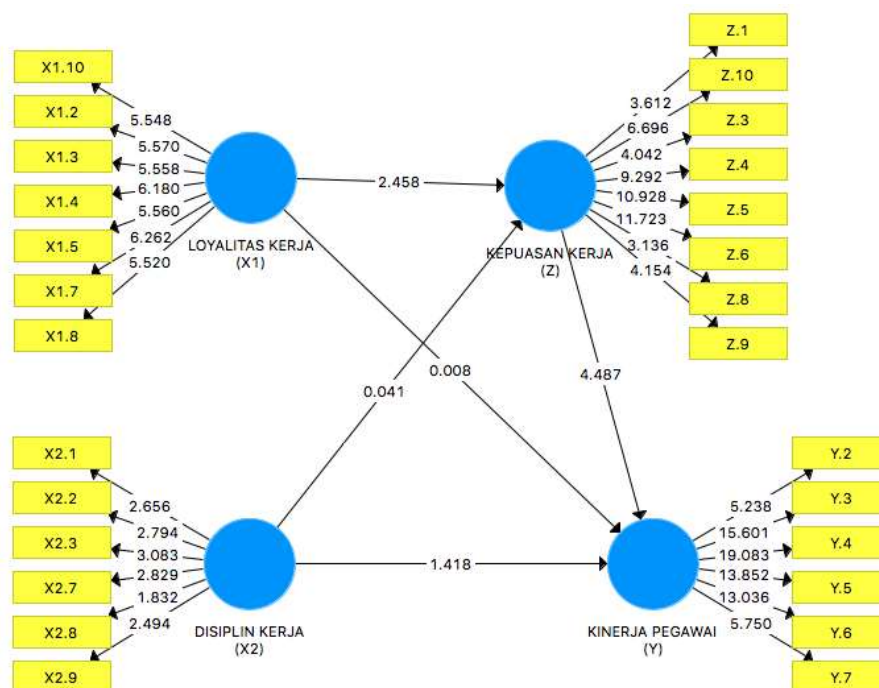 X1.10
X1.2
X1.3
X1.4
X1.5
X1.7
X1.8
5.548
5.570
5.558
6.180
5.560
6.262
5.520
LOYALITAS KERJA
(X1)
2.458
0.008
0.041
1.418
4.487
KEPUASAN KERJA
(Z)
3.612
6.696
4.042
9.292
10.928
11.723
3.136
4.154
Z.1
Z.10
Z.3
Z.4
Z.5
Z.6
Z.8
Z.9
X2.1
X2.2
X2.3
X2.7
X2.8
X2.9
2.656
2.794
3.083
2.829
1.832
2.494
DISIPLIN KERJA
(X2)
KINERJA PEGAWAI
(Y)
5.238
15.601
19.083
13.852
13.036
5.750
Y.2
Y.3
Y.4
Y.5
Y.6
Y.7